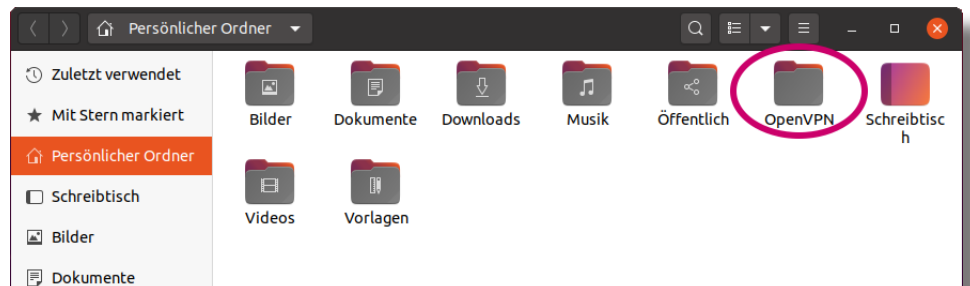 Persönlicher Ordner
Zuletzt verwendet
Mit Stern markiert
Persönlicher Ordner
Schreibtisch
Bilder
Dokumente
Bilder Dokumente Downloads Musik Öffentlich OpenVPN Schreibtisc
h
Videos Vorlagen